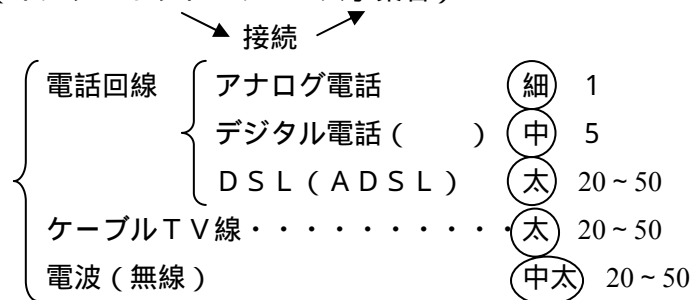 接続
電話回線 アナログ電話 細 1
デジタル電話(　　) 中 5
DSL(ADSL) 太 20~50
ケーブルTV線・・・・・・・・・・太 20~50
電波(無線) 中太 20~50